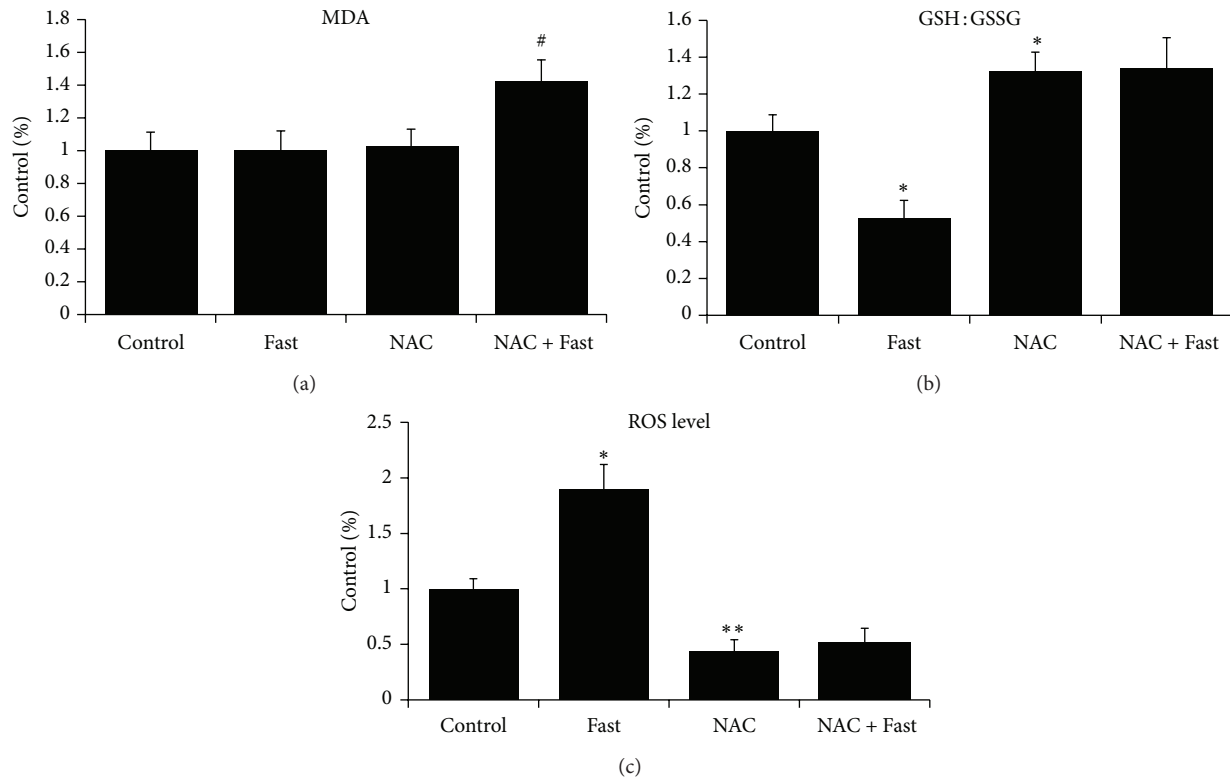 MDA
1.8
1.6
1.4
1.2
1
0.8
0.6
0.4
0.2
0
Control (%)
#
Control Fast NAC NAC + Fast
(a)
GSH:GSSG
1.6
1.4
1.2
1
0.8
0.6
0.4
0.2
0
Control (%)
*
*
Control Fast NAC NAC + Fast
(b)
ROS level
2.5
2
1.5
1
0.5
0
Control (%)
*
**
Control Fast NAC NAC + Fast
(c)